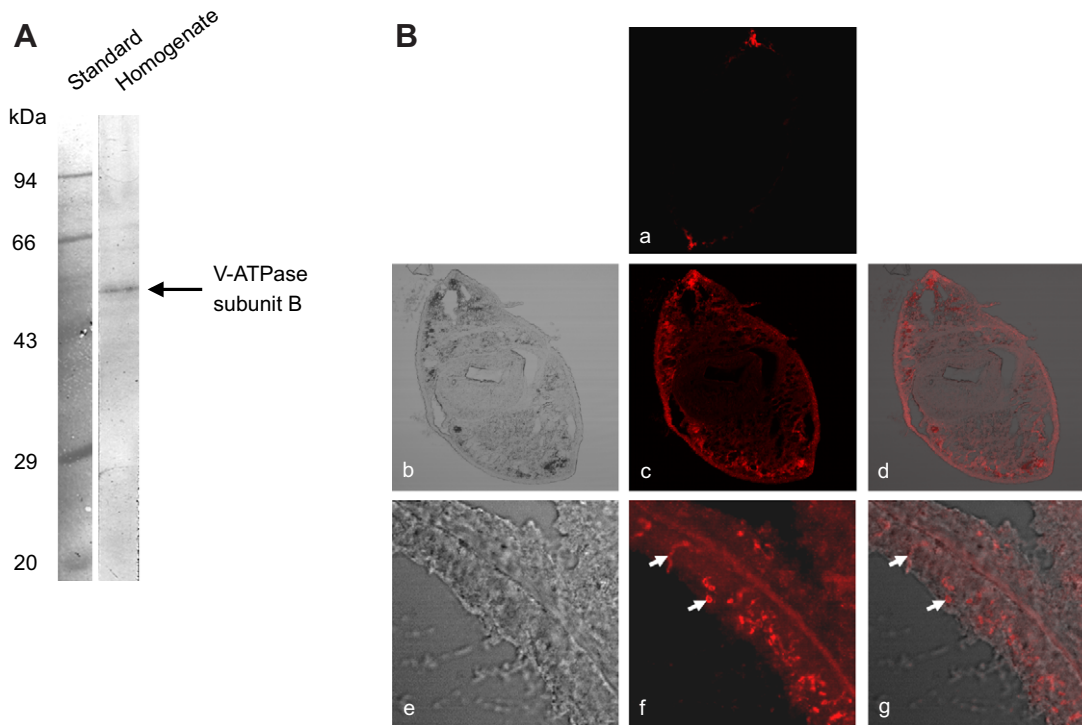 A
Standard
Homogenate
kDa
94
66
43
29
20
V-ATPase
subunit B
B
a
b
c
d
e
f
g